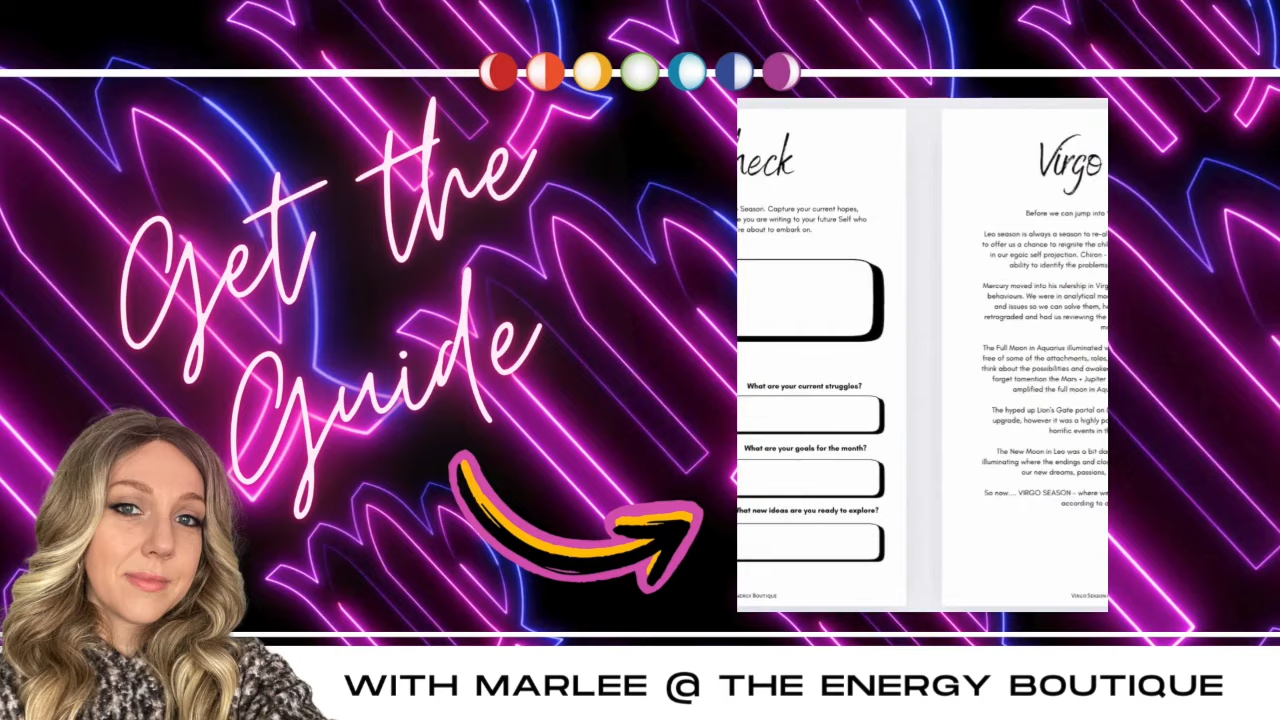 Get the
Guide
heck
Season. Capture your current hopes,
e you are writing to your future Self who
re about to embark on.
What are your current struggles?
What are your goals for the month?
hat new ideas are you ready to explore?
ergy Boutique
Virgo
Before we can jump into
Leo season is always a season to re-al
to offer us a chance to reignite the chi
in our egoic self projection. Chiron -
ability to identify the problems
Mercury moved into his rulership in Virg
behaviours. We were in analytical mo
and issues so we can solve them, h
retrograded and had us reviewing the
m
The Full Moon in Aquarius illuminated w
free of some of the attachments, roles,
think about the possibilities and awake
forget tomention the Mars + Jupiter
amplified the full moon in Aqu
The hyped up Lion's Gate portal on
upgrade, however it was a highly po
horrific events in t
The New Moon in Leo was a bit da
illuminating where the endings and clo
our new dreams, passions,
So now.... VIRGO SEASON - where we
according to o
Virgo Season
WITH MARLEE @ THE ENERGY BOUTIQUE